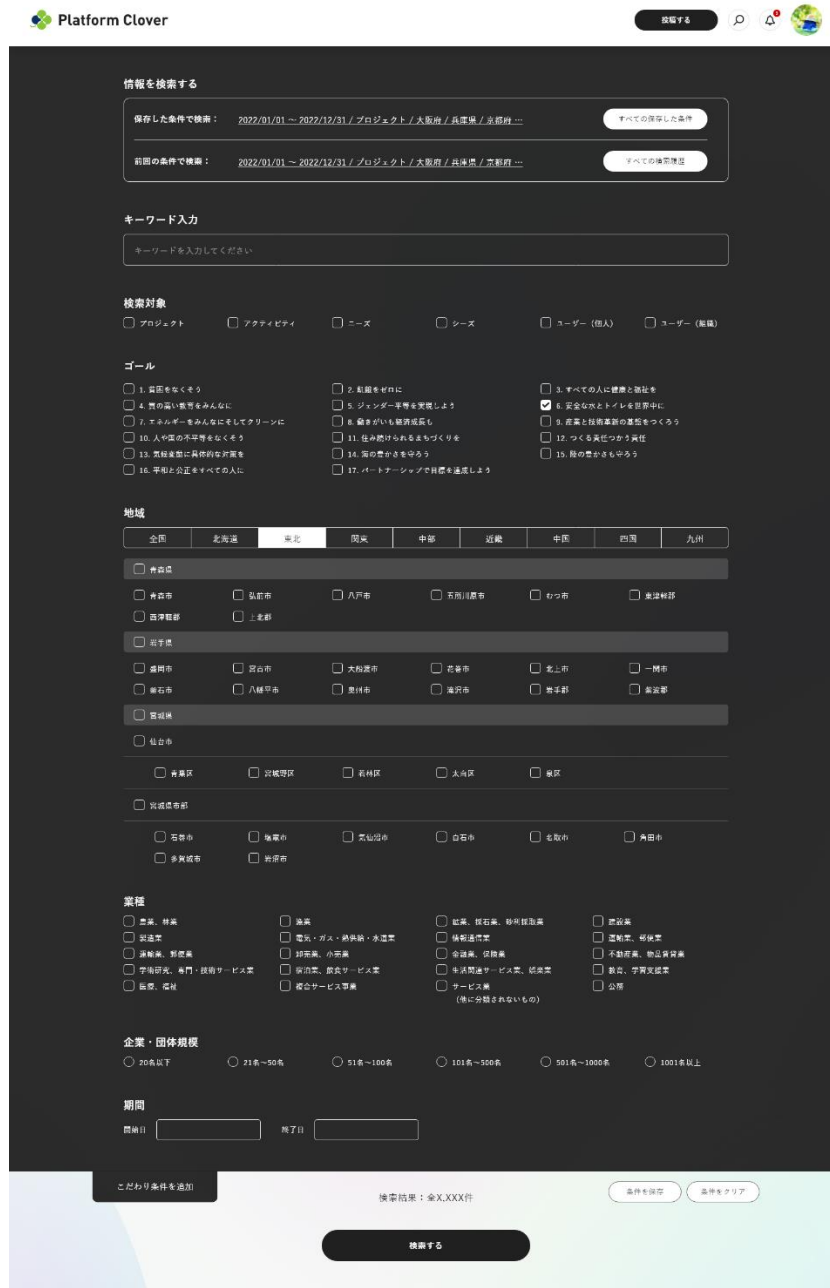 Platform Clover
投稿する
情報を検索する
保存した条件で検索： 2022/01/01 ～ 2022/12/31 / プロジェクト / 大阪府 / 兵庫県 / 京都府 … すべての保存した条件
前回の条件で検索： 2022/01/01 ～ 2022/12/31 / プロジェクト / 大阪府 / 兵庫県 / 京都府 … すべての検索履歴
キーワード入力
キーワードを入力してください
検索対象
プロジェクト アクティビティ ニーズ シーズ ユーザー（個人） ユーザー（組織）
ゴール
1. 貧困をなくそう 2. 飢餓をゼロに 3. すべての人に健康と福祉を
4. 質の高い教育をみんなに 5. ジェンダー平等を実現しよう 6. 安全な水とトイレを世界中に
7. エネルギーをみんなにそしてクリーンに 8. 働きがいも経済成長も 9. 産業と技術革新の基盤をつくろう
10. 人や国の不平等をなくそう 11. 住み続けられるまちづくりを 12. つくる責任つかう責任
13. 気候変動に具体的な対策を 14. 海の豊かさを守ろう 15. 陸の豊かさも守ろう
16. 平和と公正をすべての人に 17. パートナーシップで目標を達成しよう
地域
全国 北海道 東北 関東 中部 近畿 中国 四国 九州
青森県
青森市 弘前市 八戸市 五所川原市 むつ市 東津軽郡
西津軽郡 上北郡
岩手県
盛岡市 宮古市 大船渡市 花巻市 北上市 一関市
釜石市 八幡平市 奥州市 滝沢市 岩手郡 紫波郡
宮城県
仙台市
青葉区 宮城野区 若林区 太白区 泉区
宮城県市部
石巻市 塩竈市 気仙沼市 白石市 名取市 角田市
多賀城市 岩沼市
業種
農業、林業 漁業 鉱業、採石業、砂利採取業 建設業
製造業 電気・ガス・熱供給・水道業 情報通信業 運輸業、郵便業
運輸業、郵便業 卸売業、小売業 金融業、保険業 不動産業、物品賃貸業
学術研究、専門・技術サービス業 宿泊業、飲食サービス業 生活関連サービス業、娯楽業 教育、学習支援業
医療、福祉 複合サービス事業 サービス業 公務
（他に分類されないもの）
企業・団体規模
20名以下 21名～50名 51名～100名 101名～500名 501名～1000名 1001名以上
期間
開始日 終了日
こだわり条件を追加
検索結果：全X,XXX件 条件を保存 条件をクリア
検索する